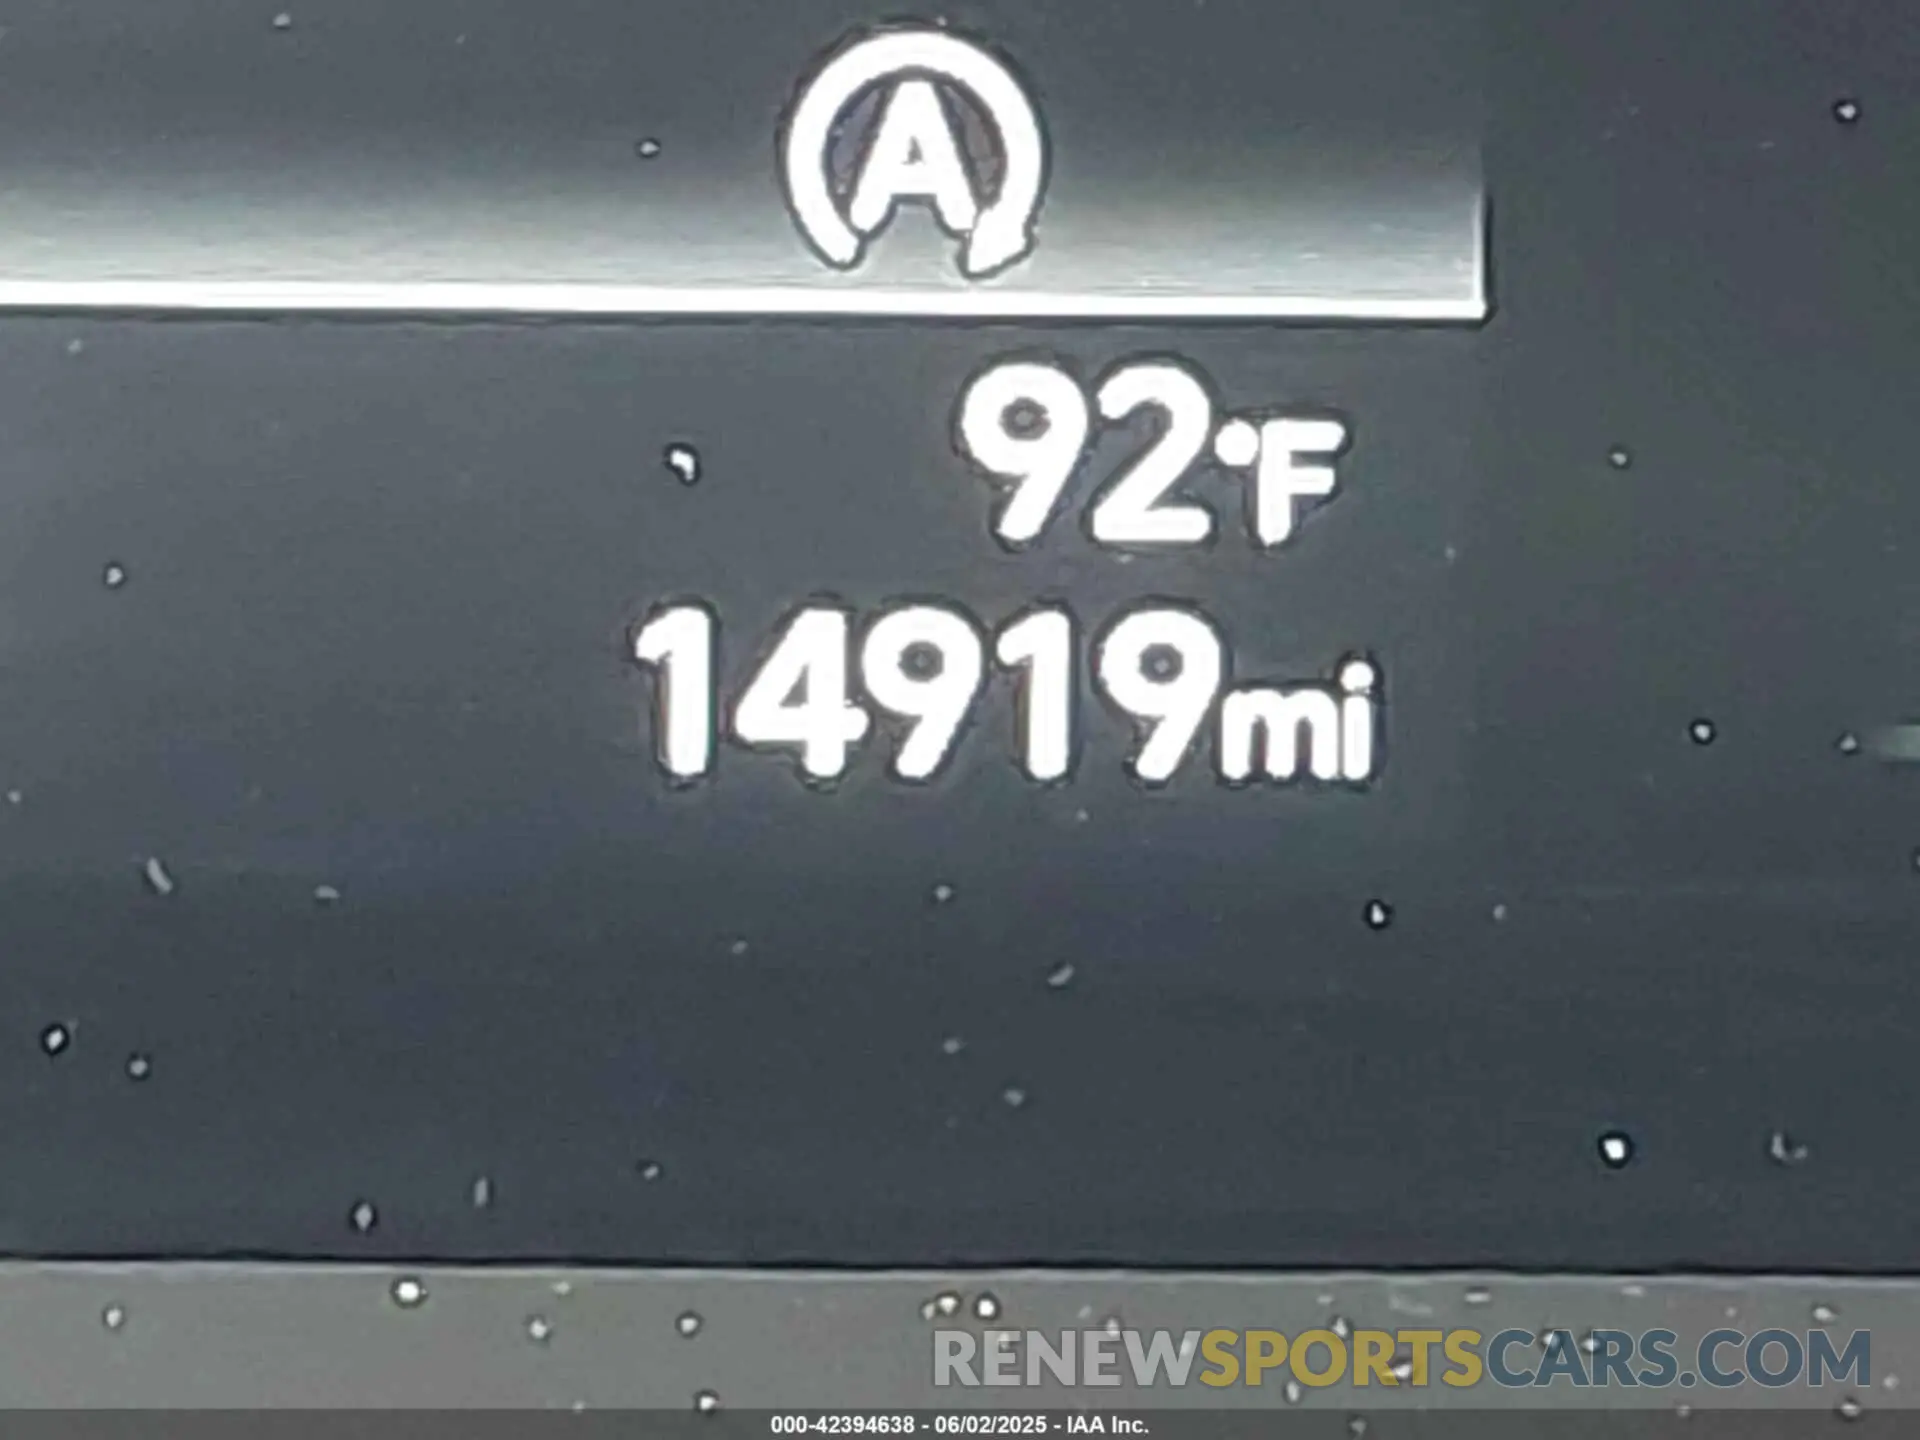 A
92°F
14919mi
RENEWSPORTSCARS.COM
000-42394638 - 06/02/2025 - IAA Inc.